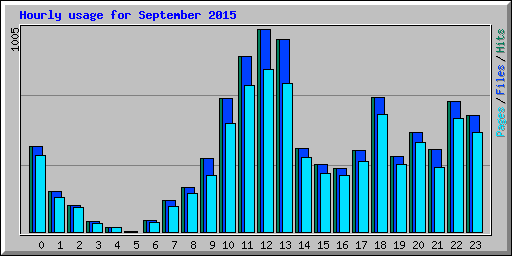 Hourly usage for September 2015
1005
Pages/Files/Hits
0 1 2 3 4 5 6 7 8 9 10 11 12 13 14 15 16 17 18 19 20 21 22 23